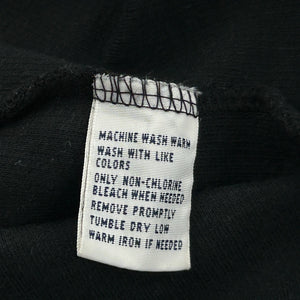 MACHINE WASH WARM
WASH WITH LIKE
COLORS
ONLY NON-CHLORINE
BLEACH WHEN NEEDED
REMOVE PROMPTLY
TUMBLE DRY LOW
WARM IRON IF NEEDED